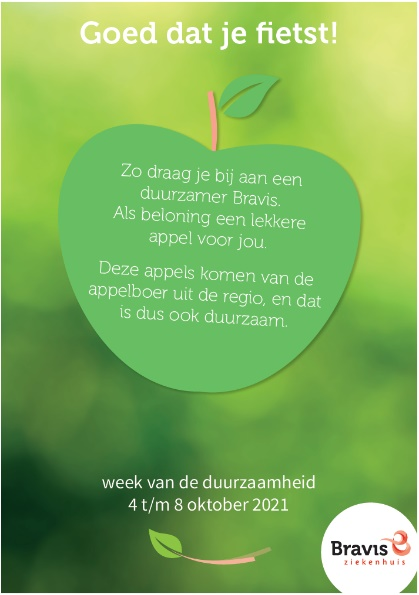 Goed dat je fietst!
Zo draag je bij aan een
duurzamer Bravis.
Als beloning een lekkere
appel voor jou.
Deze appels komen van de
appelboer uit de regio, en dat
is dus ook duurzaam.
week van de duurzaamheid
4 t/m 8 oktober 2021
Bravis
ziekenhuis